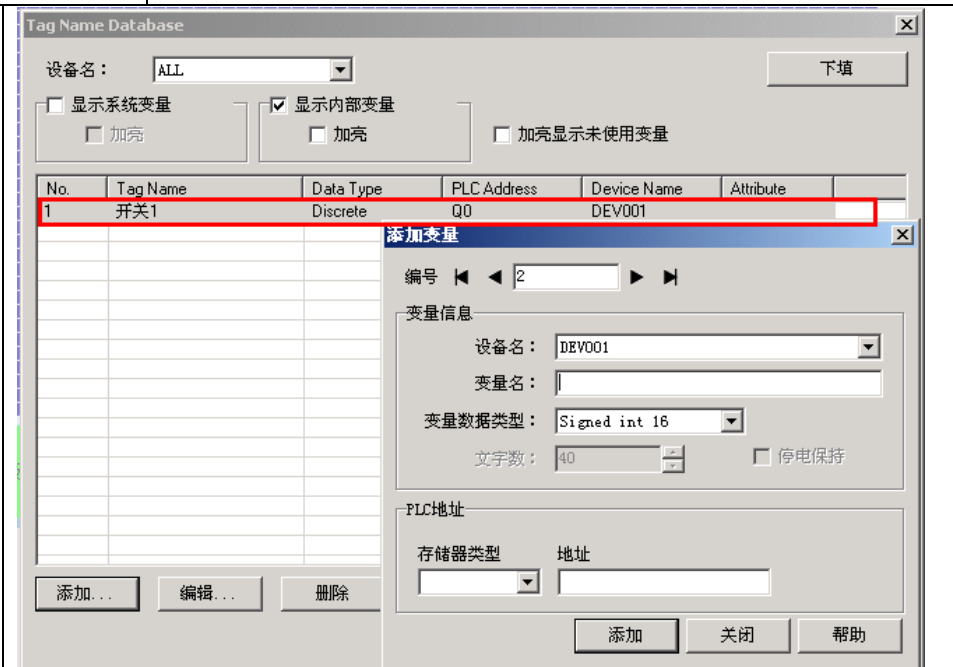 Tag Name Database
设备名： ALL 下填
显示系统变量 显示内部变量
加亮 加亮 加亮显示未使用变量
No. Tag Name Data Type PLC Address Device Name Attribute
1 开关1 Discrete Q0 DEV001
添加变量
编号 2
变量信息
设备名： DEV001
变量名：
变量数据类型： Signed int 16
文字数： 40 停电保持
PLC地址
存储器类型 地址
添加... 编辑... 删除
添加 关闭 帮助